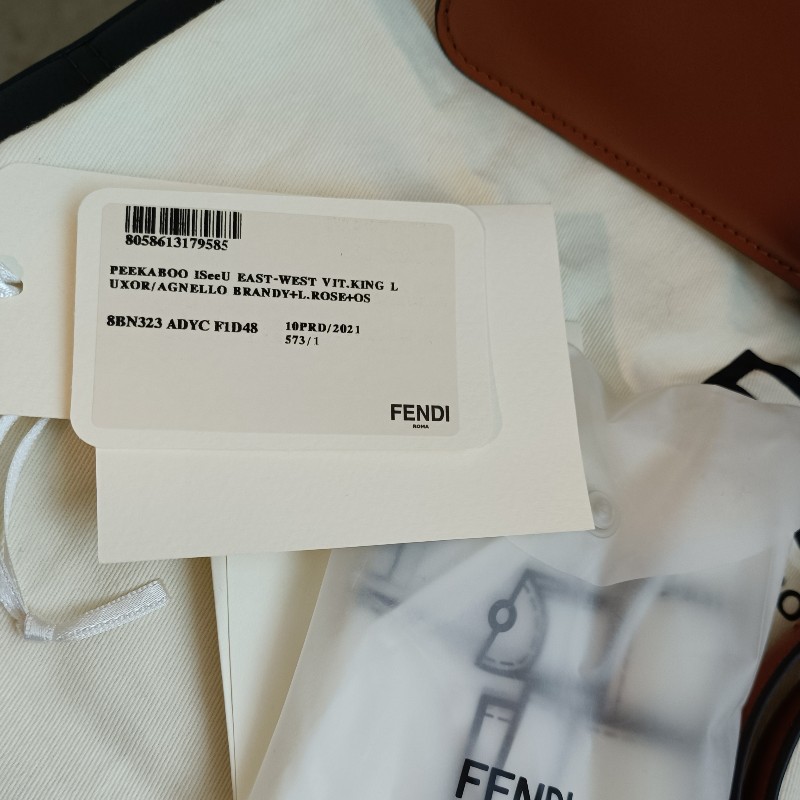 8058613179585
PEEKABOO ISeeU EAST-WEST VIT.KING L
UXOR/AGNELLO BRANDY+L.ROSE+OS
8BN323 ADYC F1D48
10PRD/2021
573/1
FENDI
ROMA
FENDI